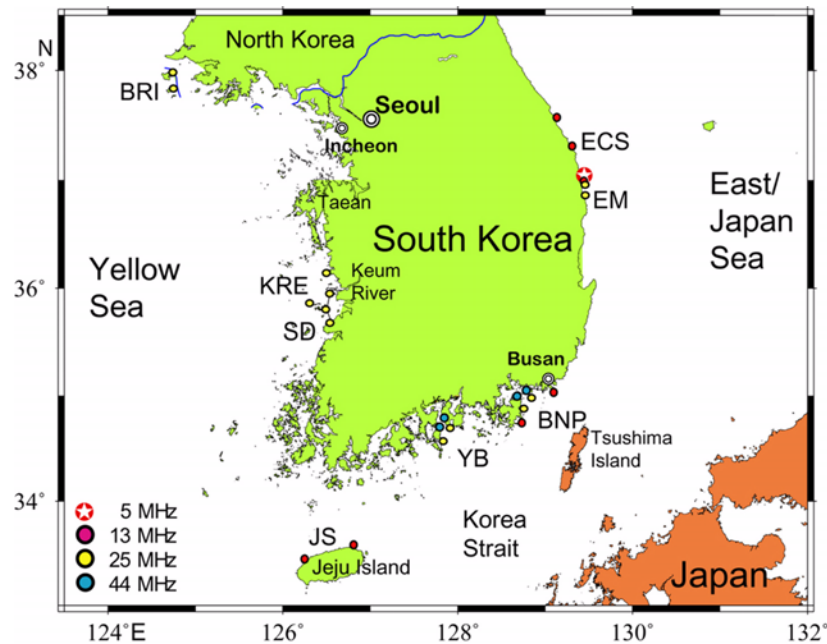 North Korea
N
38°
BRI
Seoul
Incheon
ECS
Taean
EM
East/
Japan
Sea
South Korea
Yellow
Sea
36°
KRE
Keum
River
SD
Busan
BNP
Tsushima
Island
YB
34°
5 MHz
13 MHz
25 MHz
44 MHz
JS
Jeju Island
Korea
Strait
Japan
124°E
126°
128°
130°
132°